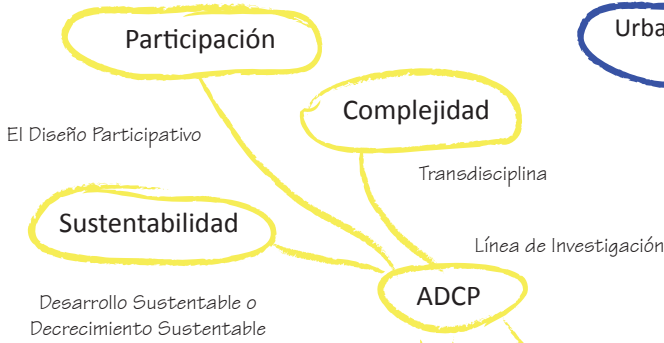 Participación
Urba
Complejidad
El Diseño Participativo
Transdisciplina
Sustentabilidad
Línea de Investigación
ADCP
Desarrollo Sustentable o
Decrecimiento Sustentable